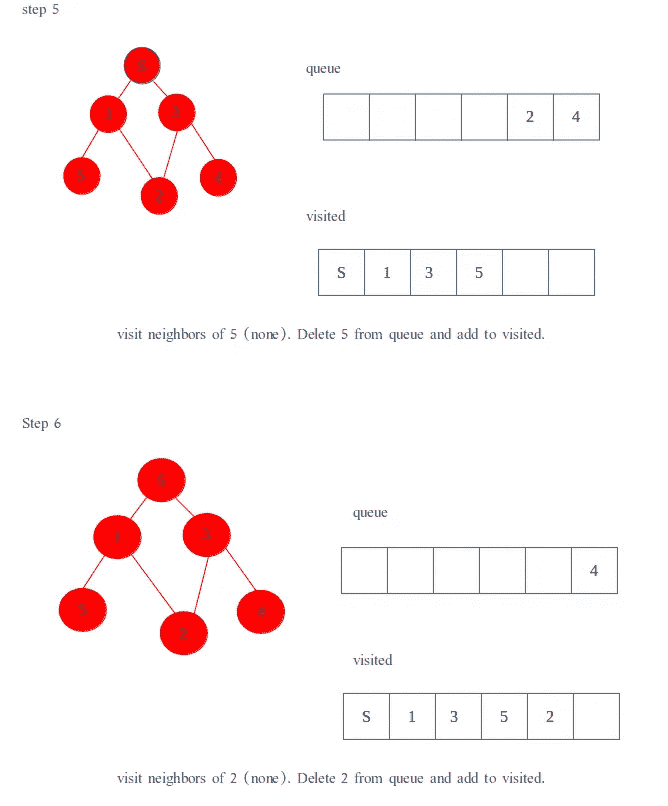 step 5
S
1
3
5
2
4
queue
2 4
visited
S 1 3 5
visit neighbors of 5 (none). Delete 5 from queue and add to visited.
Step 6
S
1
3
5
2
4
queue
4
visited
S 1 3 5 2
visit neighbors of 2 (none). Delete 2 from queue and add to visited.